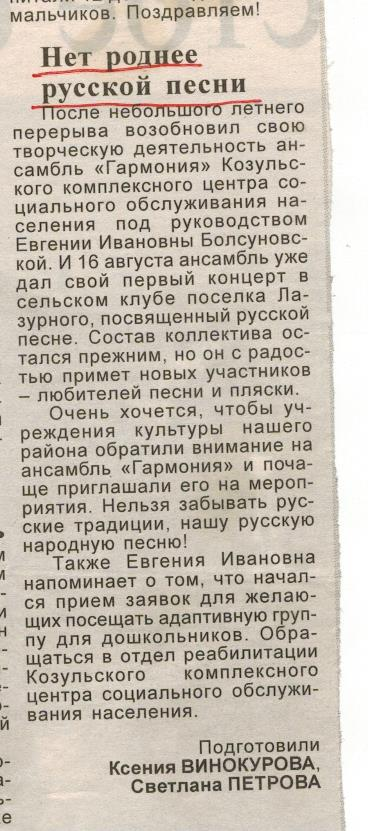 мальчиков. Поздравляем!
Нет роднее
русской песни
После небольшого летнего
перерыва возобновил свою
творческую деятельность ан-
самбль «Гармония» Козульс-
кого комплексного центра со-
циального обслуживания на-
селения под руководством
Евгении Ивановны Болсуновс-
кой. И 16 августа ансамбль уже
дал свой первый концерт в
сельском клубе поселка Ла-
зурного, посвященный русской
песне. Состав коллектива ос-
тался прежним, но он с радос-
тью примет новых участников
– любителей песни и пляски.
Очень хочется, чтобы уч-
реждения культуры нашего
района обратили внимание на
ансамбль «Гармония» и поча-
ще приглашали его на мероп-
риятия. Нельзя забывать рус-
ские традиции, нашу русскую
народную песню!
Также Евгения Ивановна
напоминает о том, что начал-
ся прием заявок для желаю-
щих посещать адаптивную груп-
пу для дошкольников. Обра-
щаться в отдел реабилитации
Козульского комплексного
центра социального обслужи-
вания населения.
Подготовили
Ксения ВИНОКУРОВА,
Светлана ПЕТРОВА